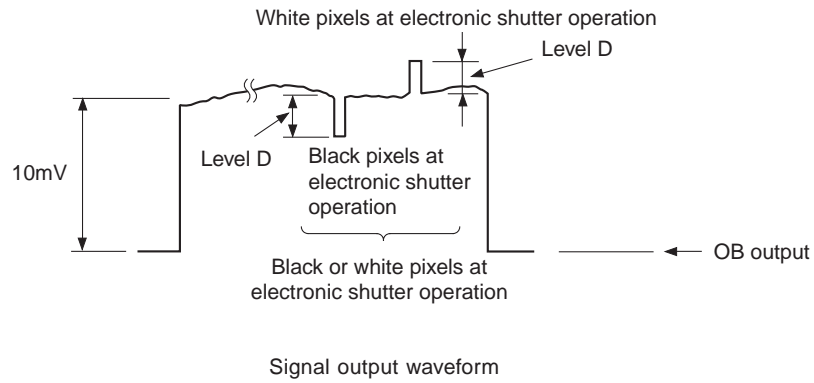 White pixels at electronic shutter operation
Level D
10mV
Level D
Black pixels at
electronic shutter
operation
OB output
Black or white pixels at
electronic shutter operation
Signal output waveform